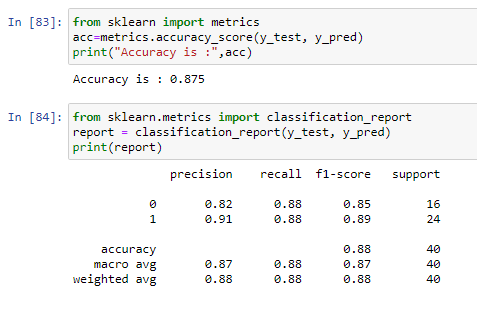 In [83]: from sklearn import metrics
acc=metrics.accuracy_score(y_test, y_pred)
print("Accuracy is :",acc)
Accuracy is : 0.875
In [84]: from sklearn.metrics import classification_report
report = classification_report(y_test, y_pred)
print(report)
precision recall f1-score support
0 0.82 0.88 0.85 16
1 0.91 0.88 0.89 24
accuracy 0.88 40
macro avg 0.87 0.88 0.87 40
weighted avg 0.88 0.88 0.88 40